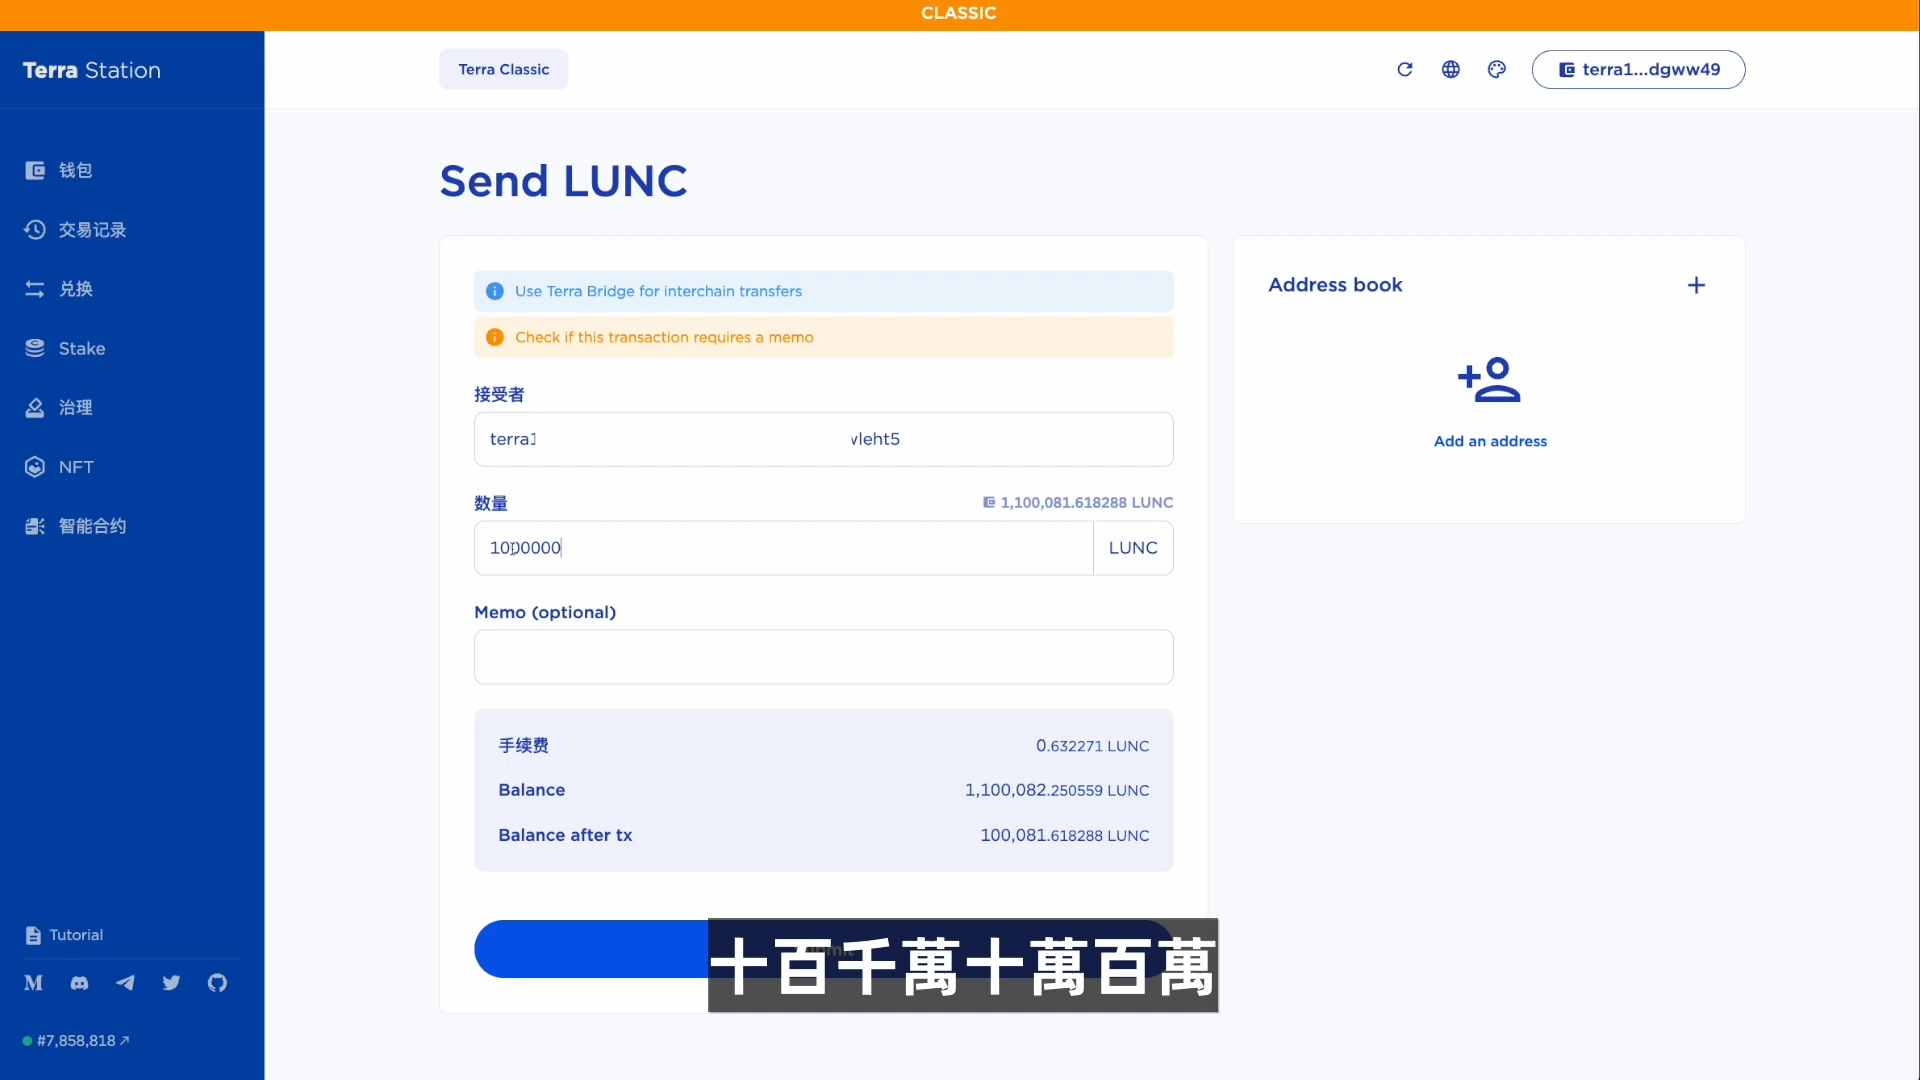 CLASSIC
Terra Station
Terra Classic
terra1...dgww49
钱包
交易记录
兑换
Stake
治理
NFT
智能合约
Tutorial
#7,858,818
Send LUNC
Use Terra Bridge for interchain transfers
Check if this transaction requires a memo
接受者
terra1
vleht5
数量
1,100,081.618288 LUNC
1000000
LUNC
Memo (optional)
手续费
0.632271 LUNC
Balance
1,100,082.250559 LUNC
Balance after tx
100,081.618288 LUNC
十百千萬十萬百萬
Address book
Add an address